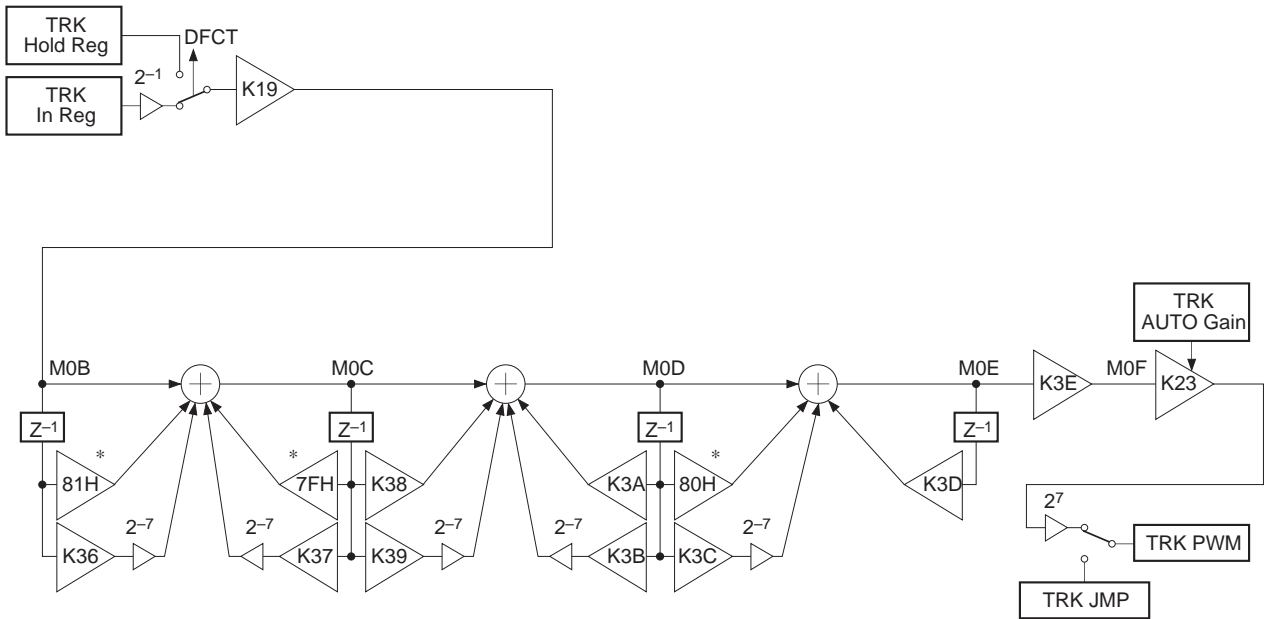 TRK
Hold Reg
DFCT
2⁻¹
TRK
In Reg
K19
TRK
AUTO Gain
M0B
M0C
M0D
M0E
K3E
M0F
K23
Z⁻¹
Z⁻¹
Z⁻¹
Z⁻¹
*
*
*
81H
7FH
K38
K3A
80H
K3D
2⁻⁷
2⁻⁷
2⁻⁷
2⁻⁷
2⁻⁷
2⁷
K36
K37
K39
K3B
K3C
TRK PWM
TRK JMP